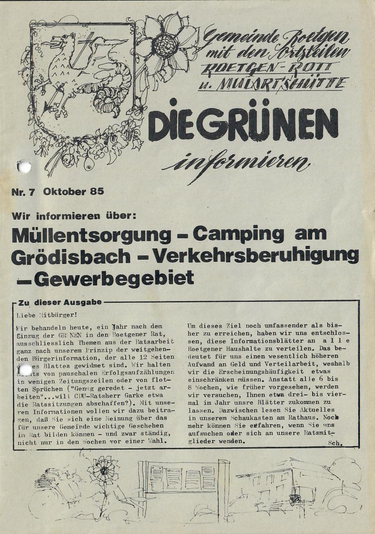 Gemeinde Roetgen
mit den Ortsteilen
ROETGEN-ROTT
u. MULARTSHÜTTE
DIE GRÜNEN
informieren
Nr. 7 Oktober 85
Wir informieren über:
Müllentsorgung – Camping am
Grödisbach – Verkehrsberuhigung
– Gewerbegebiet
Zu dieser Ausgabe
Liebe Mitbürger!
Wir behandeln heute, ein Jahr nach dem
Einzug der GRÜNEN in den Roetgener Rat,
ausschliesslich Themen aus der Ratsarbeit
ganz nach unserem Prinzip der weitgehen-
den Bürgerinformation, der alle 12 Seiten
Blattes gewidmet sind. Wir halten
von pauschalen Erfolgsaufzählungen
in wenigen Zeitungszeilen oder von flot-
ten Sprüchen ("Genug geredet - jetzt ar-
beiten"...will CDU-Ratsherr Garke etwa
die Ratssitzungen abschaffen?). Mit unse-
ren Informationen wollen wir dazu beitra-
gen, daß Sie sich eine Meinung über das
für unsere Gemeinde wichtige Geschehen
im Rat bilden können - und zwar ständig,
nicht nur in den Wochen vor einer Wahl.
Um dieses Ziel noch umfassender als bis-
her zu erreichen, haben wir uns entschlos-
sen, diese Informationsblätter an alle
Roetgener Haushalte zu verteilen. Das be-
deutet für uns einen wesentlich höheren
Aufwand an Geld und Verteilarbeit, weshalb
wir die Erscheinungshäufigkeit etwas
einschränken müssen. Anstatt alle 6 bis
8 Wochen, wie früher vorgesehen, werden
wir versuchen, Ihnen etwa drei- bis vier-
mal im Jahr unsere Blätter zukommen zu
lassen. Dazwischen lesen Sie Aktuelles
in unserem Schaukasten am Rathaus. Noch
mehr können Sie erfahren, wenn Sie uns
aufsuchen oder sich an unsere Ratsmit-
glieder wenden.
Sch.